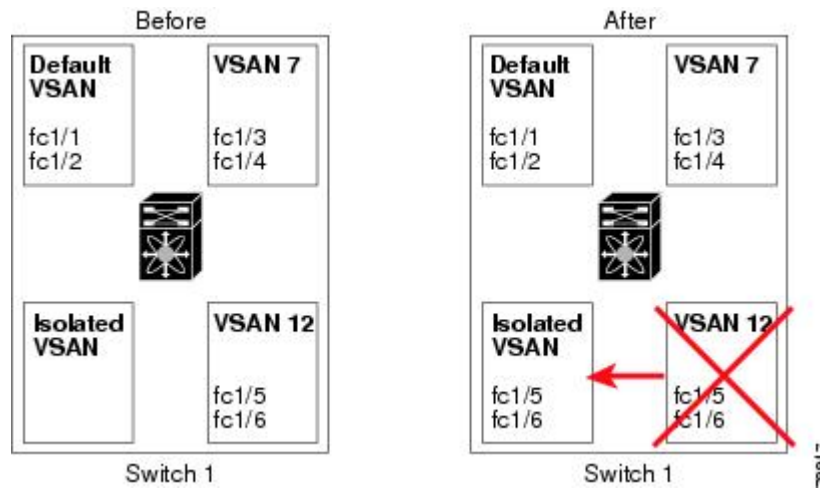 Before
Default
VSAN
fc1/1
fc1/2
VSAN 7
fc1/3
fc1/4
Isolated
VSAN
VSAN 12
fc1/5
fc1/6
Switch 1
After
Default
VSAN
fc1/1
fc1/2
VSAN 7
fc1/3
fc1/4
Isolated
VSAN
fc1/5
fc1/6
VSAN 12
fc1/5
fc1/6
Switch 1